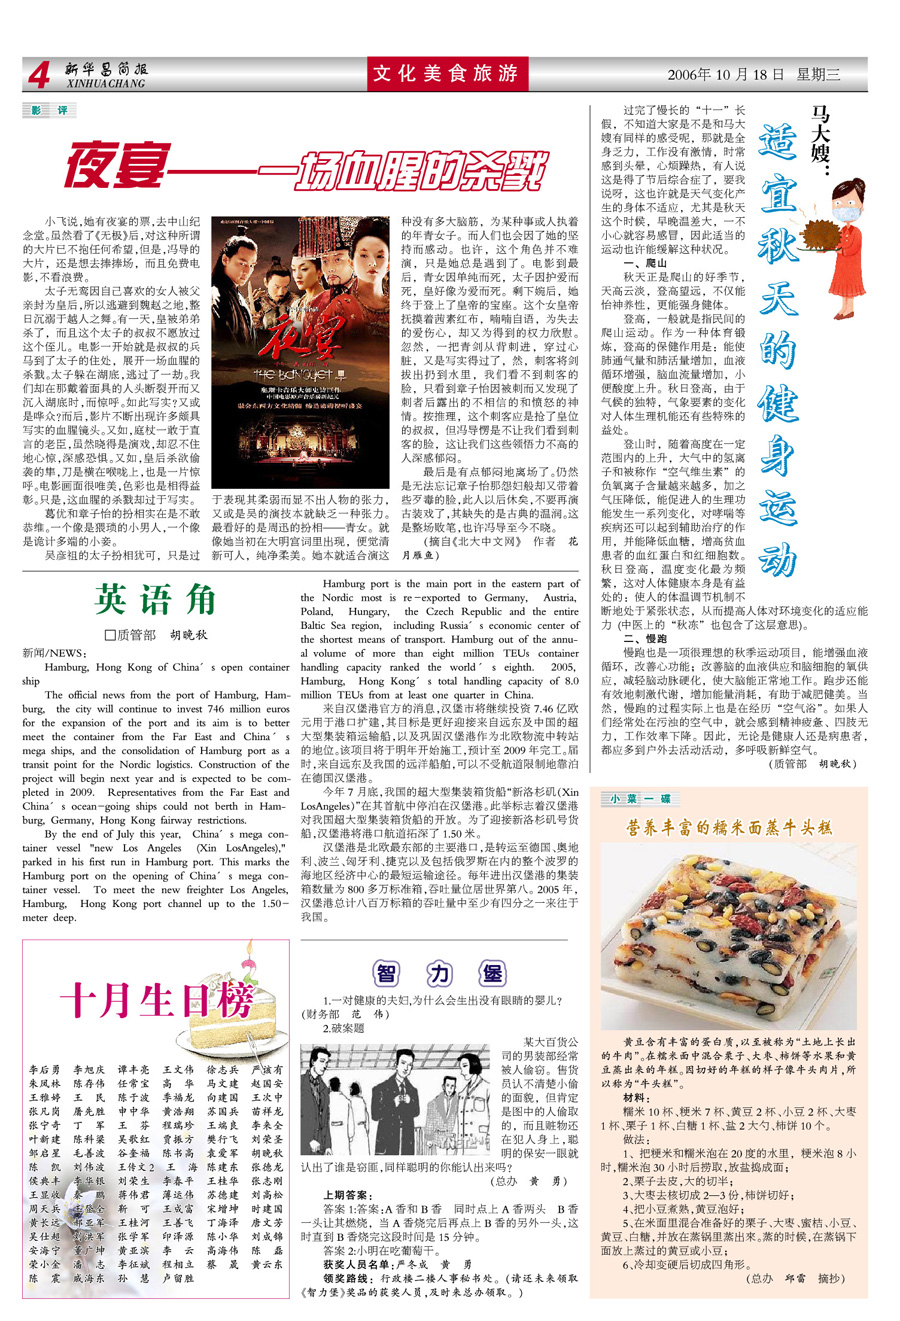 4
新华昌简报
XINHUACHANG
文化美食旅游
2006年 10 月 18 日 星期三
影 评
夜宴——一场血腥的杀戮
小飞说,她有夜宴的票,去中山纪
念堂。虽然看了《无极》后,对这种所谓
的大片已不抱任何希望,但是,冯导的
大片，还是想去捧捧场，而且免费电
影,不看浪费。
太子无鸾因自己喜欢的女人被父
亲封为皇后,所以逃避到魏赵之地,整
日沉溺于越人之舞。有一天,皇被弟弟
杀了，而且这个太子的叔叔不愿放过
这个侄儿。电影一开始就是叔叔的兵
马到了太子的住处，展开一场血腥的
杀戮。太子躲在湖底,逃过了一劫。我
们却在那戴着面具的人头断裂开而又
沉入湖底时,而惊呼。如此写实?又或
是哗众?而后,影片不断出现许多颇具
写实的血腥镜头。又如,庭杖一敢于直
言的老臣,虽然晓得是演戏,却忍不住
地心惊,深感恐惧。又如,皇后杀欲偷
袭的隼,刀是横在喉咙上,也是一片惊
呼。电影画面很唯美,色彩也是相得益
彰。只是,这血腥的杀戮却过于写实。
葛优和章子怡的扮相实在是不敢
恭维。一个像是猥琐的小男人,一个像
是诡计多端的小妾。
吴彦祖的太子扮相犹可，只是过
夜宴
THE BANQUET
于表现其柔弱而显不出人物的张力，
又或是吴的演技本就缺乏一种张力。
最看好的是周迅的扮相——青女。就
像她当初在大明宫词里出现，便觉清
新可人，纯净柔美。她本就适合演这
种没有多大脑筋，为某种事或人执着
的年青女子。而人们也会因了她的坚
持而感动。也许，这个角色并不难
演，只是她总是遇到了。电影到最
后，青女因单纯而死，太子因护爱而
死，皇好像为爱而死。剩下婉后，她
终于登上了皇帝的宝座。这个女皇帝
抚摸着茜素红布，喃喃自语，为失去
的爱伤心，却又为得到的权力欣慰。
忽然，一把青剑从背刺进，穿过心
脏，又是写实得过了，然，刺客将剑
拔出扔到水里，我们看不到刺客的
脸，只看到章子怡因被刺而又发现了
刺者后露出的不相信的和愤怒的神
情。按推理，这个刺客应是抢了皇位
的叔叔，但冯导愣是不让我们看到刺
客的脸，这让我们这些领悟力不高的
人深感郁闷。
最后是有点郁闷地离场了。仍然
是无法忘记章子怡那怨妇般却又带着
些歹毒的脸,此人以后休矣,不要再演
古装戏了,其缺失的是古典的温润。这
是整场败笔,也许冯导至今不晓。
(摘自《北大中文网》 作者 花
月雁鱼)
英语角
□质管部 胡晚秋
新闻/NEWS:
Hamburg, Hong Kong of China´s open container
ship
The official news from the port of Hamburg, Ham-
burg, the city will continue to invest 746 million euros
for the expansion of the port and its aim is to better
meet the container from the Far East and China´s
mega ships, and the consolidation of Hamburg port as a
transit point for the Nordic logistics. Construction of the
project will begin next year and is expected to be com-
pleted in 2009. Representatives from the Far East and
China´s ocean-going ships could not berth in Ham-
burg, Germany, Hong Kong fairway restrictions.
By the end of July this year, China´s mega con-
tainer vessel "new Los Angeles (Xin LosAngeles),"
parked in his first run in Hamburg port. This marks the
Hamburg port on the opening of China´s mega con-
tainer vessel. To meet the new freighter Los Angeles,
Hamburg, Hong Kong port channel up to the 1.50-
meter deep.
Hamburg port is the main port in the eastern part of
the Nordic most is re-exported to Germany, Austria,
Poland, Hungary, the Czech Republic and the entire
Baltic Sea region, including Russia´s economic center of
the shortest means of transport. Hamburg out of the annu-
al volume of more than eight million TEUs container
handling capacity ranked the world´s eighth. 2005,
Hamburg, Hong Kong´s total handling capacity of 8.0
million TEUs from at least one quarter in China.
来自汉堡港官方的消息,汉堡市将继续投资 7.46 亿欧
元用于港口扩建,其目标是更好迎接来自远东及中国的超
大型集装箱运输船,以及巩固汉堡港作为北欧物流中转站
的地位。该项目将于明年开始施工,预计至 2009 年完工。届
时,来自远东及我国的远洋船舶,可以不受航道限制地靠泊
在德国汉堡港。
今年 7 月底,我国的超大型集装箱货船“新洛杉矶(Xin
LosAngeles)”在其首航中停泊在汉堡港。此举标志着汉堡港
对我国超大型集装箱货船的开放。为了迎接新洛杉矶号货
船,汉堡港将港口航道拓深了 1.50 米。
汉堡港是北欧最东部的主要港口,是转运至德国、奥地
利、波兰、匈牙利、捷克以及包括俄罗斯在内的整个波罗的
海地区经济中心的最短运输途径。每年进出汉堡港的集装
箱数量为 800 多万标准箱,吞吐量位居世界第八。2005 年,
汉堡港总计八百万标箱的吞吐量中至少有四分之一来往于
我国。
马大嫂:
适宜秋天的健身运动
过完了慢长的“十一”长
假，不知道大家是不是和马大
嫂有同样的感受呢，那就是全
身乏力，工作没有激情，时常
感到头晕，心烦躁热，有人说
这是得了节后综合症了，要我
说呀，这也许就是天气变化产
生的身体不适应，尤其是秋天
这个时候，早晚温差大，一不
小心就容易感冒，因此适当的
运动也许能缓解这种状况。
一、爬山
秋天正是爬山的好季节，
天高云淡，登高望远，不仅能
怡神养性，更能强身健体。
登高，一般就是指民间的
爬山运动。作为一种体育锻
炼，登高的保健作用是：能使
肺通气量和肺活量增加，血液
循环增强，脑血流量增加，小
便酸度上升。秋日登高，由于
气候的独特，气象要素的变化
对人体生理机能还有些特殊的
益处。
登山时，随着高度在一定
范围内的上升，大气中的氢离
子和被称作“空气维生素”的
负氧离子含量越来越多，加之
气压降低，能促进人的生理功
能发生一系列变化，对哮喘等
疾病还可以起到辅助治疗的作
用，并能降低血糖，增高贫血
患者的血红蛋白和红细胞数。
秋日登高，温度变化最为频
繁，这对人体健康本身是有益
处的：使人的体温调节机制不
断地处于紧张状态，从而提高人体对环境变化的适应能
力 (中医上的“秋冻”也包含了这层意思)。
二、慢跑
慢跑也是一项很理想的秋季运动项目，能增强血液
循环，改善心功能；改善脑的血液供应和脑细胞的氧供
应，减轻脑动脉硬化，使大脑能正常地工作。跑步还能
有效地刺激代谢，增加能量消耗，有助于减肥健美。当
然，慢跑的过程实际上也是在经历“空气浴”。如果人
们经常处在污浊的空气中，就会感到精神疲惫、四肢无
力，工作效率下降。因此，无论是健康人还是病患者，
都应多到户外去活动活动，多呼吸新鲜空气。
(质管部 胡晚秋)
小菜一碟
营养丰富的糯米面蒸牛头糕
黄豆含有丰富的蛋白质,以至被称为“土地上长出
的牛肉”。在糯米面中混合栗子、大枣、柿饼等水果和黄
豆蒸出来的年糕。因切好的年糕的样子像牛头肉片,所
以称为“牛头糕”。
材料:
糯米 10 杯、粳米 7 杯、黄豆 2 杯、小豆 2 杯、大枣
1 杯、栗子 1 杯、白糖 1 杯、盐 2 大勺、柿饼 10 个。
做法:
1、把粳米和糯米泡在 20 度的水里，粳米泡 8 小
时,糯米泡 30 小时后捞取,放盐捣成面;
2、栗子去皮,大的切半;
3、大枣去核切成 2—3 份,柿饼切好;
4、把小豆煮熟,黄豆泡好;
5、在米面里混合准备好的栗子、大枣、蜜桔、小豆、
黄豆、白糖,并放在蒸锅里蒸出来。蒸的时候,在蒸锅下
面放上蒸过的黄豆或小豆;
6、冷却变硬后切成四角形。
(总办 邱雷 摘抄)
十月生日榜
李后勇 李旭庆 谭丰亮 王文伟 徐志兵 严该有
朱凤林 陈存伟 任常宝 高 华 马文建 赵国安
王雅婷 王 民 陈于波 李福龙 向建国 王次中
张凡岗 屠先胜 申中华 黄浩翔 苏国兵 苗祥龙
张宁奇 丁 军 王 芬 程瑞珍 王端良 李来全
叶新建 陈科梁 吴歌红 贾振方 樊行飞 刘荣圣
邹启星 毛善波 谷奎福 陈书高 袁爱军 胡晚秋
陈 凯 刘伟波 王传文2 王 海 陈建东 张德龙
侯典丰 李华银 刘荣生 李春平 王桂华 张志刚
王显收 秦 鹏 蒋伟君 薄运伟 苏德建 刘高松
周天兵 王登全 靳 可 王成富 宋增坤 时建国
黄长远 郝亚军 王桂河 王善飞 丁海泽 唐文芳
吴仕超 刘洪军 张学军 印泽源 陈小华 刘成锦
安海宁 董广坤 黄亚滨 李 云 高海伟 陈 磊
荣小全 潘 志 李征斌 程相立 蔡 晟 黄云东
陈 震 威海东 孙 慧 卢留胜
智力堡
1.一对健康的夫妇,为什么会生出没有眼睛的婴儿?
(财务部 范 伟)
2.破案题
某大百货公
司的男装部经常
被人偷窃。售货
员认不清楚小偷
的面貌，但肯定
是图中的人偷取
的，而且赃物还
在犯人身上,聪
明的保安一眼就
认出了谁是窃匪,同样聪明的你能认出来吗?
(总办 黄 勇)
上期答案:
答案 1:答案:A 香和 B 香 同时点上 A 香两头 B 香
一头让其燃烧，当 A 香烧完后再点上 B 香的另外一头,这
时直到 B 香烧完这段时间是 15 分钟。
答案 2:小明在吃葡萄干。
获奖人员名单:严冬成 黄 勇
领奖路线：行政楼二楼人事秘书处。(请还未来领取
《智力堡》奖品的获奖人员,及时来总办领取。)